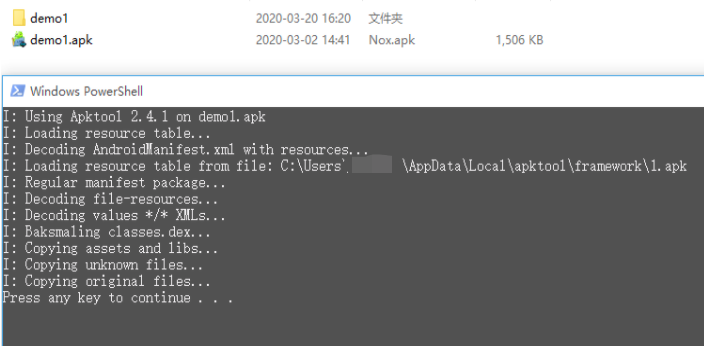 demo1 2020-03-20 16:20 文件夹
demo1.apk 2020-03-02 14:41 Nox.apk 1,506 KB
Windows PowerShell
I: Using Apktool 2.4.1 on demo1.apk
I: Loading resource table...
I: Decoding AndroidManifest.xml with resources...
I: Loading resource table from file: C:\Users\ \AppData\Local\apktool\framework\1.apk
I: Regular manifest package...
I: Decoding file-resources...
I: Decoding values */* XMLs...
I: Baksmaling classes.dex...
I: Copying assets and libs...
I: Copying unknown files...
I: Copying original files...
Press any key to continue . . .